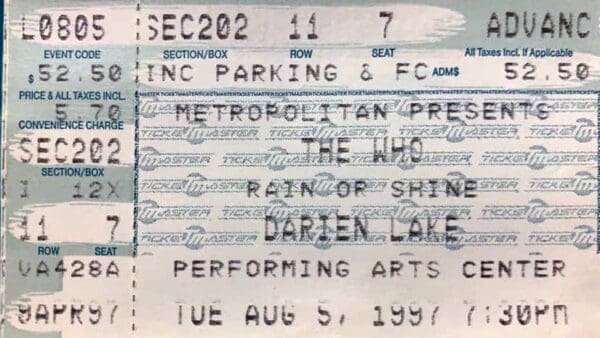 L0805 SEC202 11 7 ADVANC
EVENT CODE SECTION/BOX ROW SEAT All Taxes Incl. If Applicable
$ 52.50 INC PARKING & FC ADM$ 52.50
PRICE & ALL TAXES INCL.
5.70 METROPOLITAN PRESENTS
CONVENIENCE CHARGE
SEC202 THE WHO
SECTION/BOX
I 12X RAIN OR SHINE
11 7 DARIEN LAKE
ROW SEAT
UA428A PERFORMING ARTS CENTER
9APR97 TUE AUG 5, 1997 7:30PM